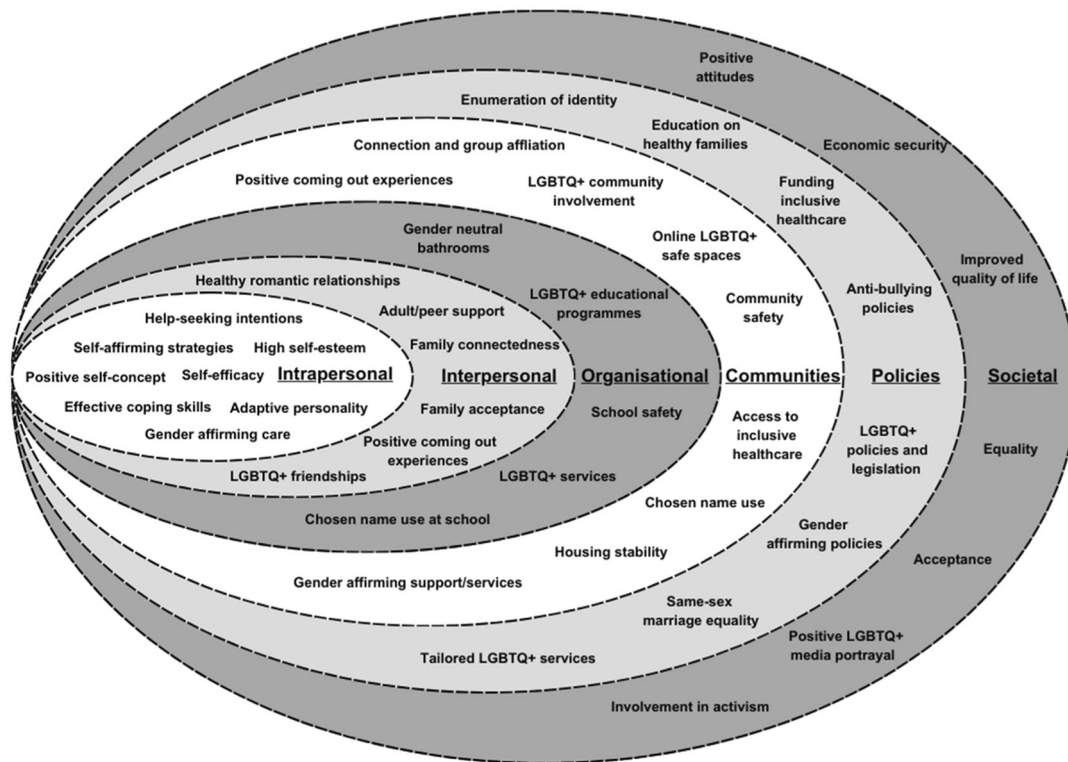 Positive
attitudes
Enumeration of identity
Education on
healthy families
Economic security
Connection and group affliation
Positive coming out experiences
LGBTQ+ community
involvement
Funding
inclusive
healthcare
Gender neutral
bathrooms
Online LGBTQ+
safe spaces
Improved
quality of life
Healthy romantic relationships
LGBTQ+ educational
programmes
Anti-bullying
policies
Community
safety
Adult/peer support
Help-seeking intentions
Self-affirming strategies
High self-esteem
Family connectedness
Positive self-concept
Self-efficacy
Intrapersonal
Interpersonal
Organisational
Communities
Policies
Societal
Effective coping skills
Adaptive personality
Family acceptance
School safety
Access to
inclusive
healthcare
LGBTQ+
policies and
legislation
Equality
Gender affirming care
Positive coming out
experiences
LGBTQ+ friendships
LGBTQ+ services
Chosen name use
Chosen name use at school
Gender
affirming policies
Housing stability
Acceptance
Gender affirming support/services
Same-sex
marriage equality
Positive LGBTQ+
media portrayal
Tailored LGBTQ+ services
Involvement in activism